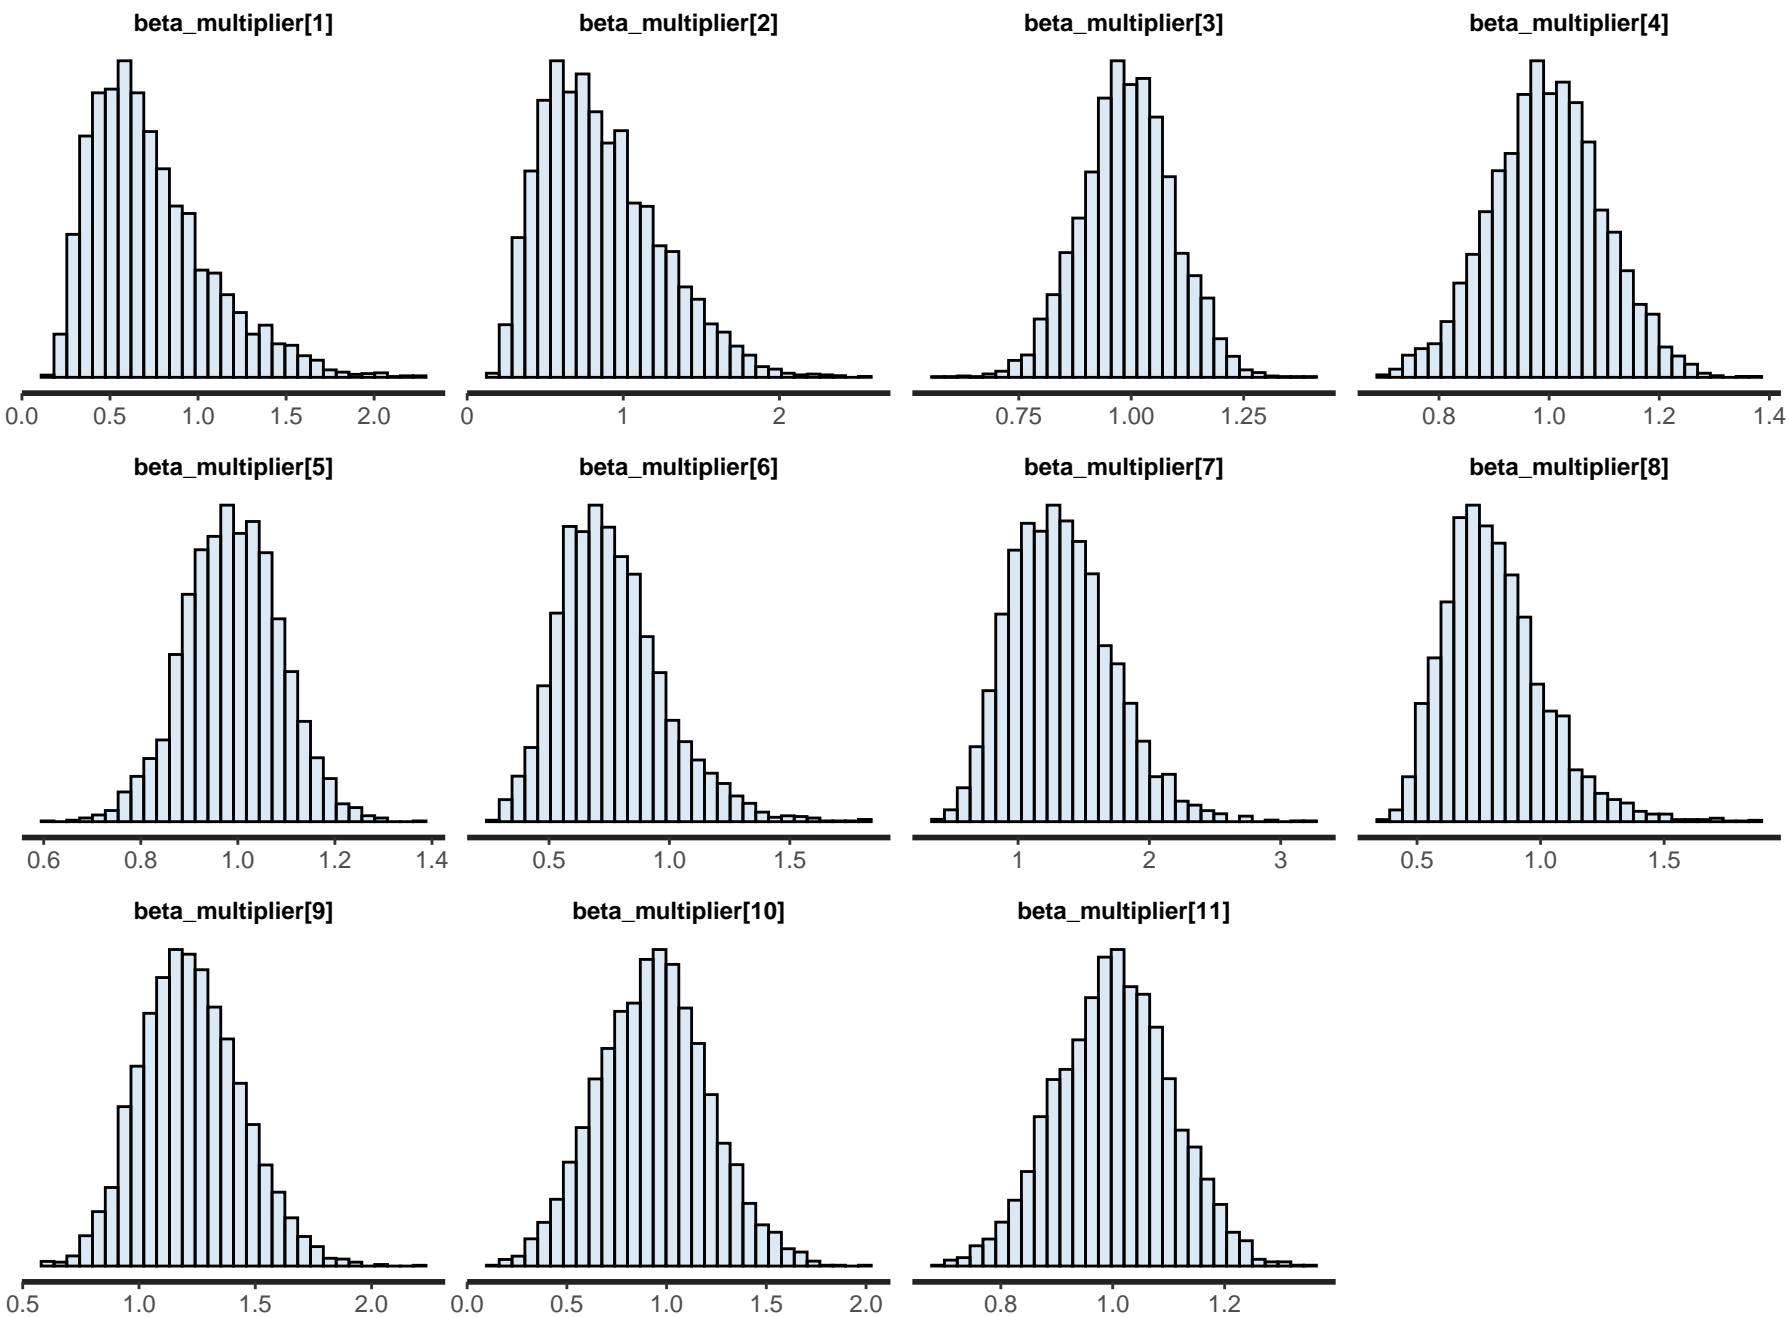 beta_multiplier[1] beta_multiplier[2] beta_multiplier[3] beta_multiplier[4]
0.0 0.5 1.0 1.5 2.0 0 1 2 0.75 1.00 1.25 0.8 1.0 1.2 1.4
beta_multiplier[5] beta_multiplier[6] beta_multiplier[7] beta_multiplier[8]
0.6 0.8 1.0 1.2 1.4 0.5 1.0 1.5 1 2 3 0.5 1.0 1.5
beta_multiplier[9] beta_multiplier[10] beta_multiplier[11]
0.5 1.0 1.5 2.0 0.0 0.5 1.0 1.5 2.0 0.8 1.0 1.2